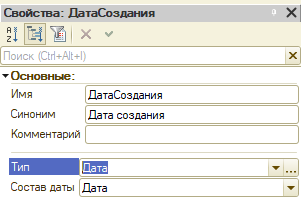 Свойства: ДатаСоздания
Поиск (Ctrl+Alt+I)
Основные:
Имя ДатаСоздания
Синоним Дата создания
Комментарий
Тип Дата
Состав даты Дата